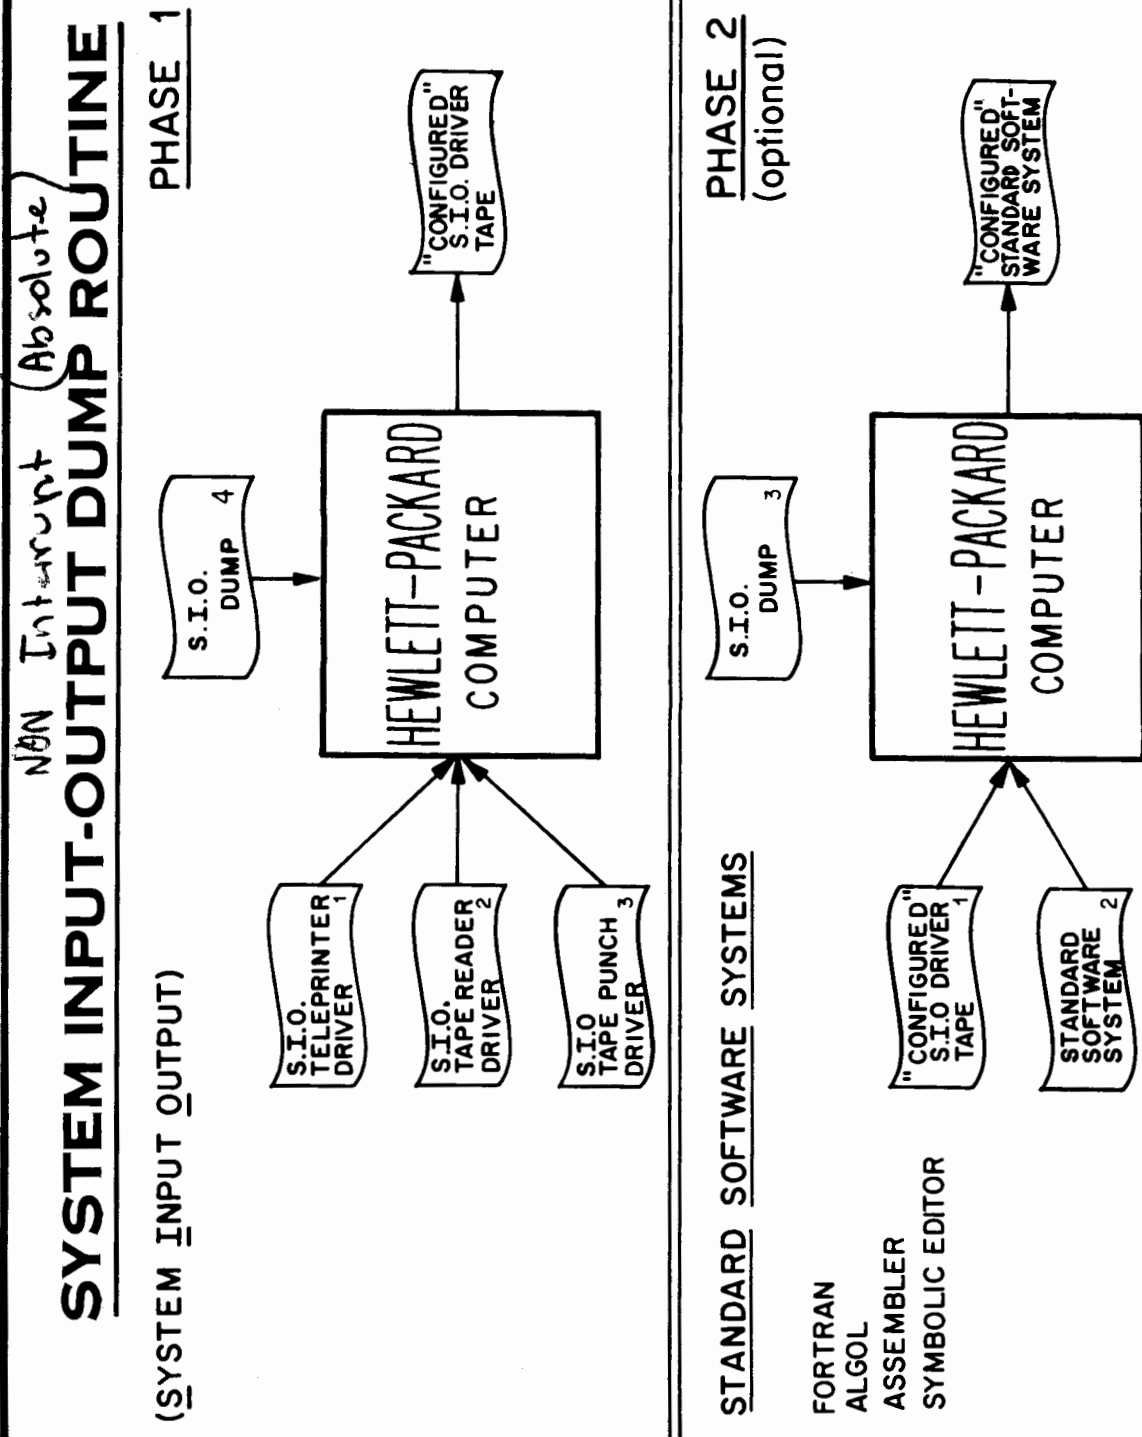 NON Interrupt (Absolute)
SYSTEM INPUT-OUTPUT DUMP ROUTINE
(SYSTEM INPUT OUTPUT)
PHASE 1
S.I.O.
DUMP 4
S.I.O.
TELEPRINTER 1
DRIVER
S.I.O.
TAPE READER 2
DRIVER
S.I.O
TAPE PUNCH 3
DRIVER
HEWLETT-PACKARD
COMPUTER
"CONFIGURED"
S.I.O. DRIVER
TAPE
PHASE 2
(optional)
STANDARD SOFTWARE SYSTEMS
FORTRAN
ALGOL
ASSEMBLER
SYMBOLIC EDITOR
S.I.O.
DUMP 3
"CONFIGURED"
S.I.O DRIVER 1
TAPE
STANDARD
SOFTWARE 2
SYSTEM
HEWLETT-PACKARD
COMPUTER
"CONFIGURED"
STANDARD SOFT-
WARE SYSTEM